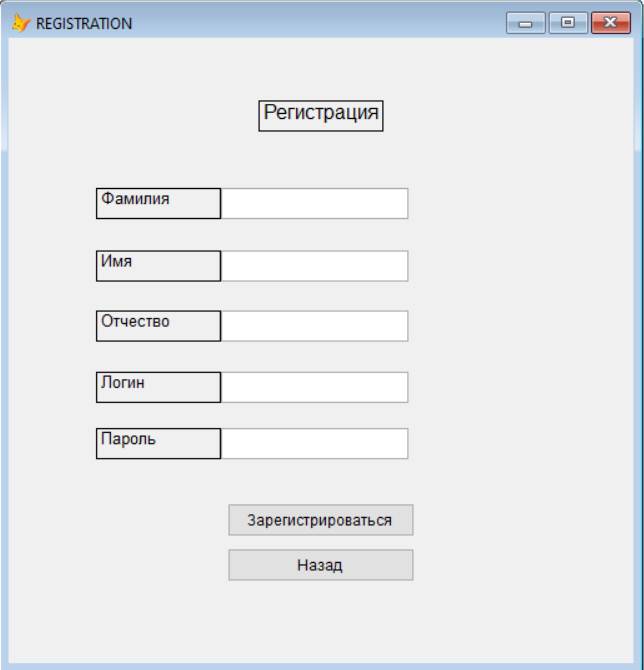 REGISTRATION
Регистрация
Фамилия
Имя
Отчество
Логин
Пароль
Зарегистрироваться
Назад